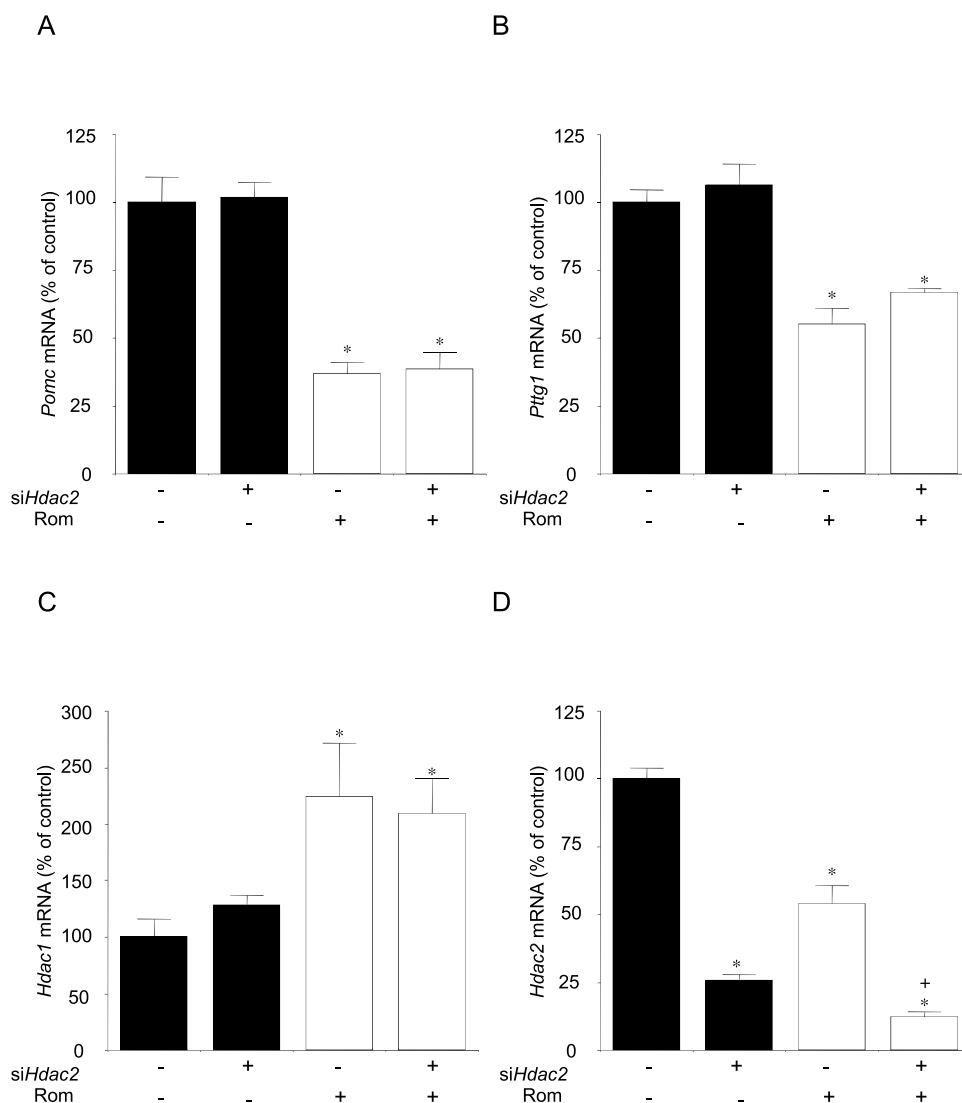 A
125
100
75
50
25
0
Pomc mRNA (% of control)
*
*
siHdac2 - + - +
Rom - - + +
B
125
100
75
50
25
0
Pttg1 mRNA (% of control)
*
*
siHdac2 - + - +
Rom - - + +
C
300
250
200
150
100
50
0
Hdac1 mRNA (% of control)
*
*
siHdac2 - + - +
Rom - - + +
D
125
100
75
50
25
0
Hdac2 mRNA (% of control)
*
*
+
*
siHdac2 - + - +
Rom - - + +